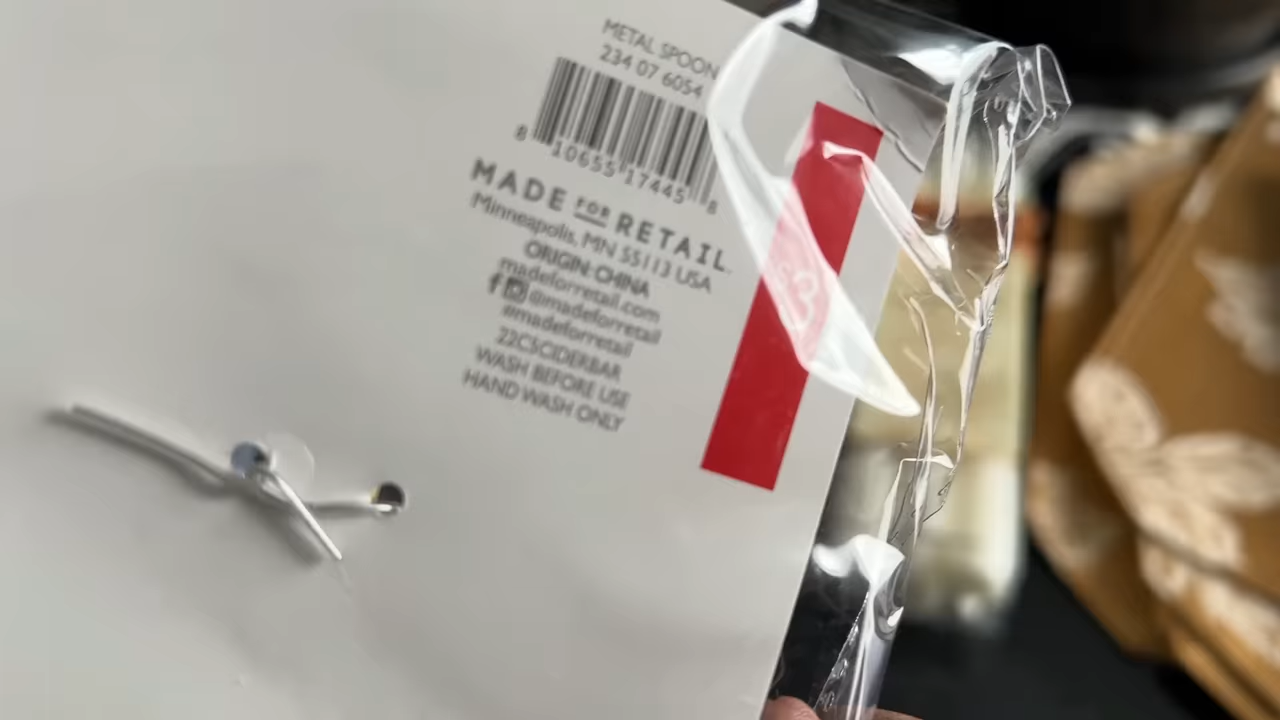 METAL SPOON
234 07 6054
8 10655 17445 8
MADE FOR RETAIL.
Minneapolis, MN 55113 USA
ORIGIN: CHINA
madeforretail.com
@madeforretail
#madeforretail
22CSCIDERBAR
WASH BEFORE USE
HAND WASH ONLY